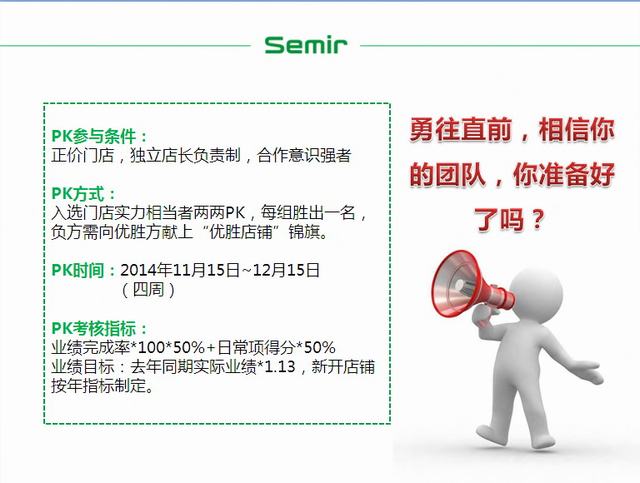 Semir
PK参与条件：
正价门店，独立店长负责制，合作意识强者
PK方式：
入选门店实力相当者两两PK，每组胜出一名，
负方需向优胜方献上“优胜店铺”锦旗。
PK时间：2014年11月15日~12月15日
（四周）
PK考核指标：
业绩完成率*100*50%+日常项得分*50%
业绩目标：去年同期实际业绩*1.13，新开店铺
按年指标制定。
勇往直前，相信你
的团队，你准备好
了吗？